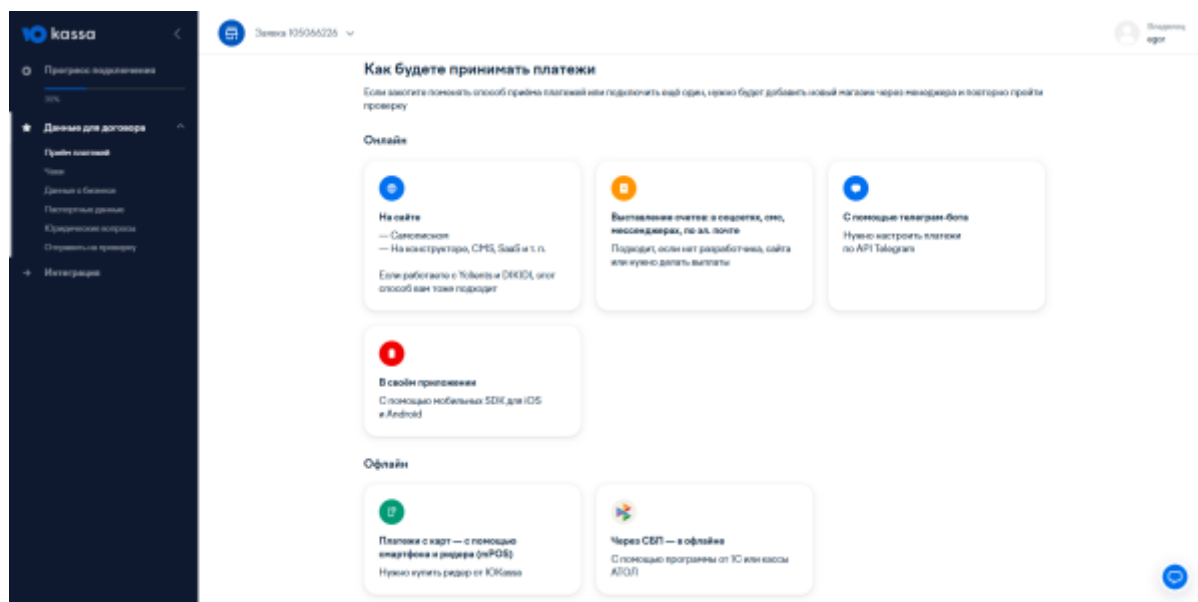 Ю kassa
Заявка 105066226
Владелец
egor
Прогресс подключения
30%
Данные для договора
Приём платежей
Чеки
Данные о бизнесе
Паспортные данные
Юридические вопросы
Отправить на проверку
Интеграция
Как будете принимать платежи
Если захотите поменять способ приёма платежей или подключить ещё один, нужно будет добавить новый магазин через менеджера и повторно пройти
проверку
Онлайн
На сайте
— Самописном
— На конструкторе, CMS, SaaS и т. п.
Если работаете с Yclients и DIKIDI, этот
способ вам тоже подходит
Выставление счетов: в соцсетях, смс,
мессенджерах, по эл. почте
Подходит, если нет разработчика, сайта
или нужно делать выплаты
С помощью телеграм-бота
Нужно настроить платежи
по API Telegram
В своём приложении
С помощью мобильных SDK для iOS
и Android
Офлайн
Платежи с карт — с помощью
смартфона и ридера (mPOS)
Нужно купить ридер от ЮKassa
Через СБП — в офлайне
С помощью программы от 1С или кассы
АТОЛ